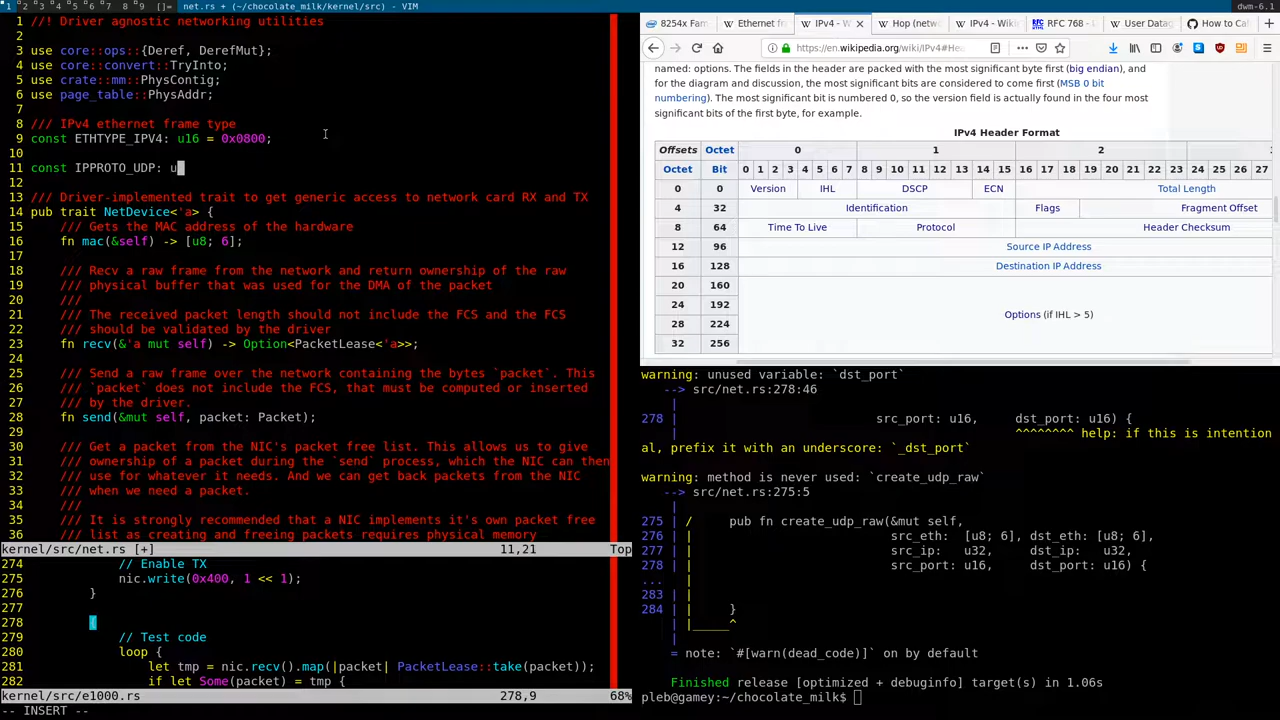 1 2 3 4 5 6 7 8 9 []= net.rs + (~/chocolate_milk/kernel/src) - VIM dwm-6.1
1 //! Driver agnostic networking utilities
2
3 use core::ops::{Deref, DerefMut};
4 use core::convert::TryInto;
5 use crate::mm::PhysContig;
6 use page_table::PhysAddr;
7
8 /// IPv4 ethernet frame type
9 const ETHTYPE_IPV4: u16 = 0x0800;
10
11 const IPPROTO_UDP: u
12
13 /// Driver-implemented trait to get generic access to network card RX and TX
14 pub trait NetDevice<'a> {
15     /// Gets the MAC address of the hardware
16     fn mac(&self) -> [u8; 6];
17
18     /// Recv a raw frame from the network and return ownership of the raw
19     /// physical buffer that was used for the DMA of the packet
20     ///
21     /// The received packet length should not include the FCS and the FCS
22     /// should be validated by the driver
23     fn recv(&'a mut self) -> Option<PacketLease<'a>>;
24
25     /// Send a raw frame over the network containing the bytes `packet`. This
26     /// `packet` does not include the FCS, that must be computed or inserted
27     /// by the driver.
28     fn send(&mut self, packet: Packet);
29
30     /// Get a packet from the NIC's packet free list. This allows us to give
31     /// ownership of a packet during the `send` process, which the NIC can then
32     /// use for whatever it needs. And we can get back packets from the NIC
33     /// when we need a packet.
34     ///
35     /// It is strongly recommended that a NIC implements it's own packet free
36     /// list as creating and freeing packets requires physical memory
kernel/src/net.rs [+] 11,21 Top
274             // Enable TX
275             nic.write(0x400, 1 << 1);
276         }
277
278         {
279             // Test code
280             loop {
281                 let tmp = nic.recv().map(|packet| PacketLease::take(packet));
282                 if let Some(packet) = tmp {
kernel/src/e1000.rs 278,9 68%
-- INSERT --
8254x Fam W Ethernet fra W IPv4 - W W Hop (netw W IPv4 - Wiki RFC 768 - W User Datag How to Ca
https://en.wikipedia.org/wiki/IPv4#Hea
named: options. The fields in the header are packed with the most significant byte first (big endian), and
for the diagram and discussion, the most significant bits are considered to come first (MSB 0 bit
numbering). The most significant bit is numbered 0, so the version field is actually found in the four most
significant bits of the first byte, for example.
IPv4 Header Format
Offsets Octet 0 1 2
Octet Bit 0 1 2 3 4 5 6 7 8 9 10 11 12 13 14 15 16 17 18 19 20 21 22 23 24 25 26 27
0 0 Version IHL DSCP ECN Total Length
4 32 Identification Flags Fragment Offset
8 64 Time To Live Protocol Header Checksum
12 96 Source IP Address
16 128 Destination IP Address
20 160
24 192
Options (if IHL > 5)
28 224
32 256
warning: unused variable: `dst_port`
--> src/net.rs:278:46
|
278 | src_port: u16, dst_port: u16) {
| ^^^^^^^^ help: if this is intention
al, prefix it with an underscore: `_dst_port`
warning: method is never used: `create_udp_raw`
--> src/net.rs:275:5
|
275 | / pub fn create_udp_raw(&mut self,
276 | | src_eth: [u8; 6], dst_eth: [u8; 6],
277 | | src_ip: u32, dst_ip: u32,
278 | | src_port: u16, dst_port: u16) {
... |
283 | |
284 | | }
| |_____^
|
= note: `#[warn(dead_code)]` on by default
Finished release [optimized + debuginfo] target(s) in 1.06s
pleb@gamey:~/chocolate_milk$